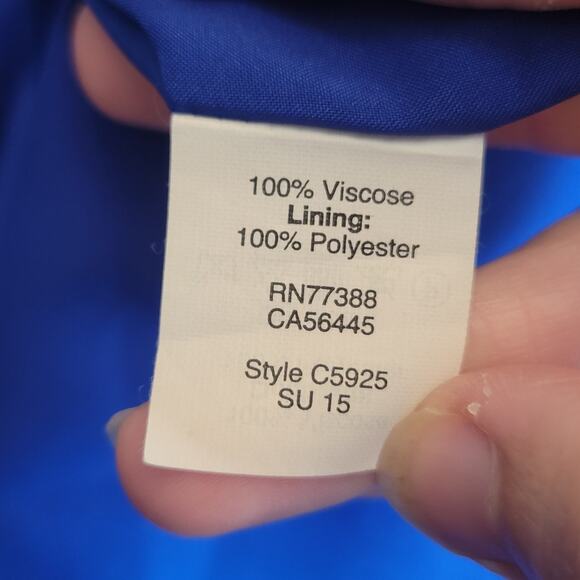 100% Viscose
Lining:
100% Polyester
RN77388
CA56445
Style C5925
SU 15